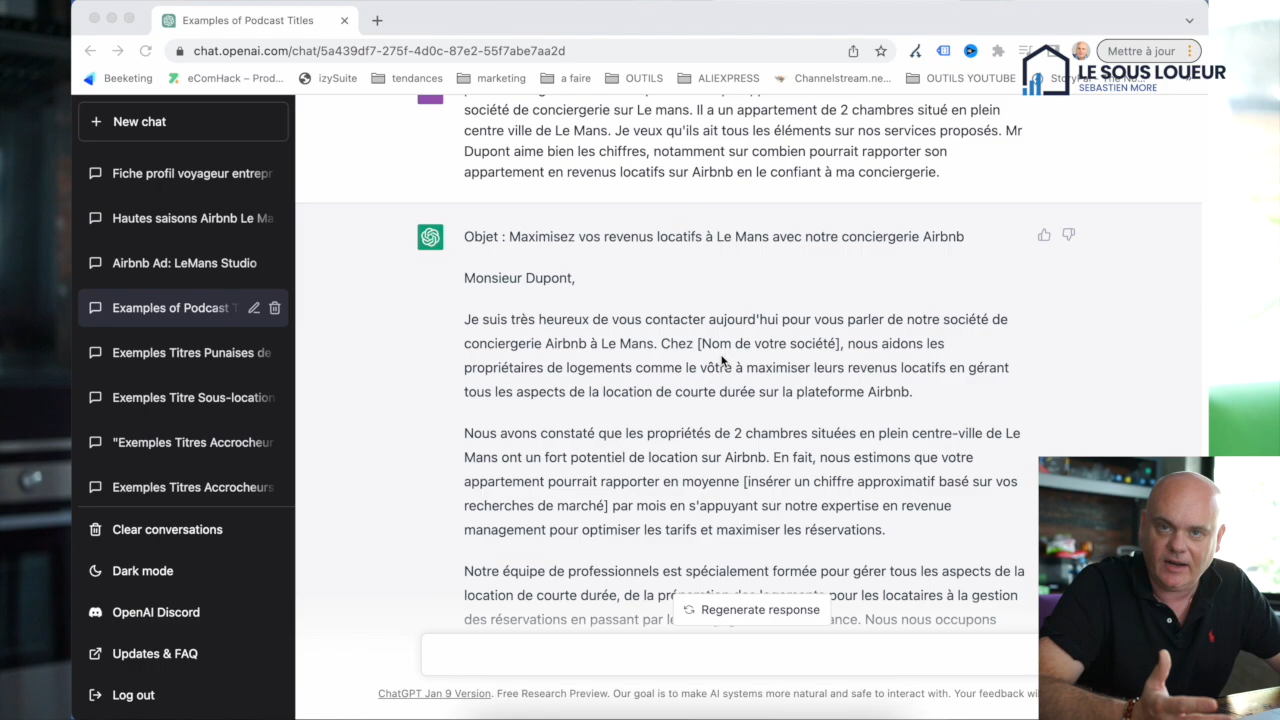 Examples of Podcast Titles
chat.openai.com/chat/5a439df7-275f-4d0c-87e2-55f7abe7aa2d
Mettre à jour
Beeketing
eComHack – Prod...
izySuite
tendances
marketing
a faire
OUTILS
ALIEXPRESS
Channelstream.ne...
OUTILS YOUTUBE
LE SOUS LOUEUR
SEBASTIEN MORE
New chat
Fiche profil voyageur entrepr
Hautes saisons Airbnb Le Ma
Airbnb Ad: LeMans Studio
Examples of Podcast T
Exemples Titres Punaises de
Exemples Titre Sous-location
"Exemples Titres Accrocheur
Exemples Titres Accrocheurs
Clear conversations
Dark mode
OpenAI Discord
Updates & FAQ
Log out
société de conciergerie sur Le mans. Il a un appartement de 2 chambres situé en plein
centre ville de Le Mans. Je veux qu'ils ait tous les éléments sur nos services proposés. Mr
Dupont aime bien les chiffres, notamment sur combien pourrait rapporter son
appartement en revenus locatifs sur Airbnb en le confiant à ma conciergerie.
Objet : Maximisez vos revenus locatifs à Le Mans avec notre conciergerie Airbnb
Monsieur Dupont,
Je suis très heureux de vous contacter aujourd'hui pour vous parler de notre société de
conciergerie Airbnb à Le Mans. Chez [Nom de votre société], nous aidons les
propriétaires de logements comme le vôtre à maximiser leurs revenus locatifs en gérant
tous les aspects de la location de courte durée sur la plateforme Airbnb.
Nous avons constaté que les propriétés de 2 chambres situées en plein centre-ville de Le
Mans ont un fort potentiel de location sur Airbnb. En fait, nous estimons que votre
appartement pourrait rapporter en moyenne [insérer un chiffre approximatif basé sur vos
recherches de marché] par mois en s'appuyant sur notre expertise en revenue
management pour optimiser les tarifs et maximiser les réservations.
Notre équipe de professionnels est spécialement formée pour gérer tous les aspects de la
location de courte durée, de la préparation des logements pour les locataires à la gestion
des réservations en passant par le ance. Nous nous occupons
Regenerate response
ChatGPT Jan 9 Version. Free Research Preview. Our goal is to make AI systems more natural and safe to interact with. Your feedback wi